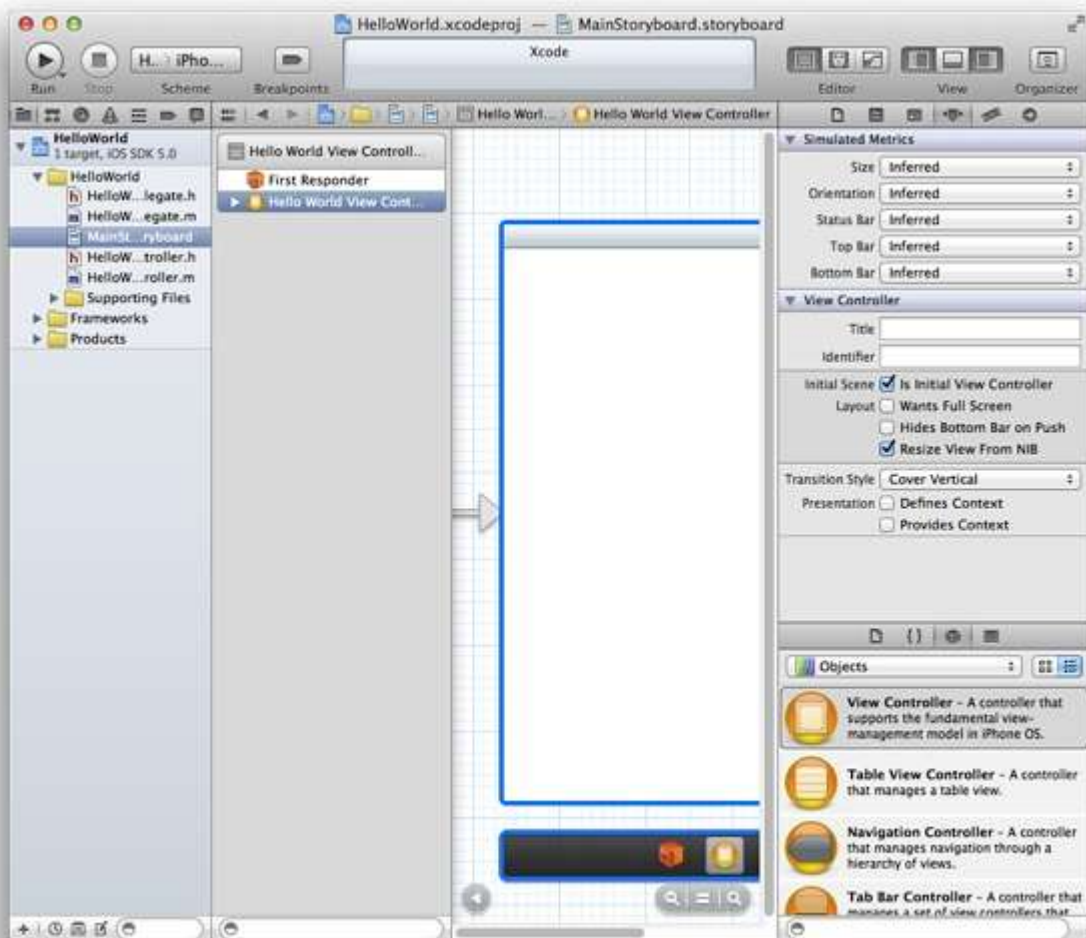 HelloWorld.xcodeproj — MainStoryboard.storyboard
Xcode
H... iPho...
Run Stop Scheme Breakpoints Editor View Organizer
Hello Worl... Hello World View Controller
HelloWorld
1 target, iOS SDK 5.0
HelloWorld
HelloW...legate.h
HelloW...egate.m
MainSt...ryboard
HelloW...troller.h
HelloW...roller.m
Supporting Files
Frameworks
Products
Hello World View Controll...
First Responder
Hello World View Cont...
Simulated Metrics
Size Inferred
Orientation Inferred
Status Bar Inferred
Top Bar Inferred
Bottom Bar Inferred
View Controller
Title
Identifier
Initial Scene Is Initial View Controller
Layout Wants Full Screen
Hides Bottom Bar on Push
Resize View From NIB
Transition Style Cover Vertical
Presentation Defines Context
Provides Context
Objects
View Controller - A controller that
supports the fundamental view-
management model in iPhone OS.
Table View Controller - A controller
that manages a table view.
Navigation Controller - A controller
that manages navigation through a
hierarchy of views.
Tab Bar Controller - A controller that
manages a set of view controllers that